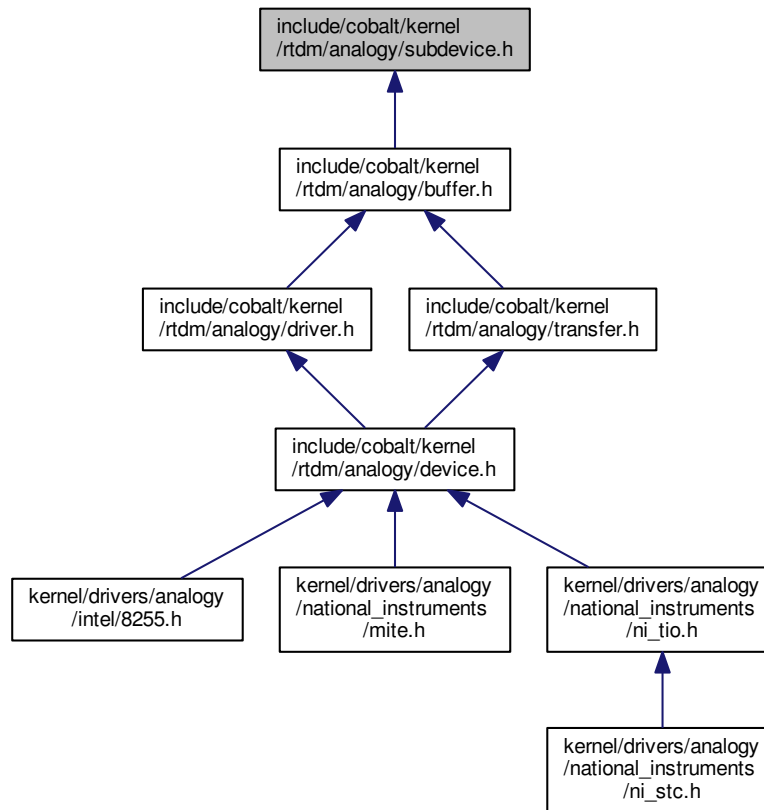 include/cobalt/kernel
/rtdm/analogy/subdevice.h
include/cobalt/kernel
/rtdm/analogy/buffer.h
include/cobalt/kernel
/rtdm/analogy/driver.h
include/cobalt/kernel
/rtdm/analogy/transfer.h
include/cobalt/kernel
/rtdm/analogy/device.h
kernel/drivers/analogy
/intel/8255.h
kernel/drivers/analogy
/national_instruments
/mite.h
kernel/drivers/analogy
/national_instruments
/ni_tio.h
kernel/drivers/analogy
/national_instruments
/ni_stc.h